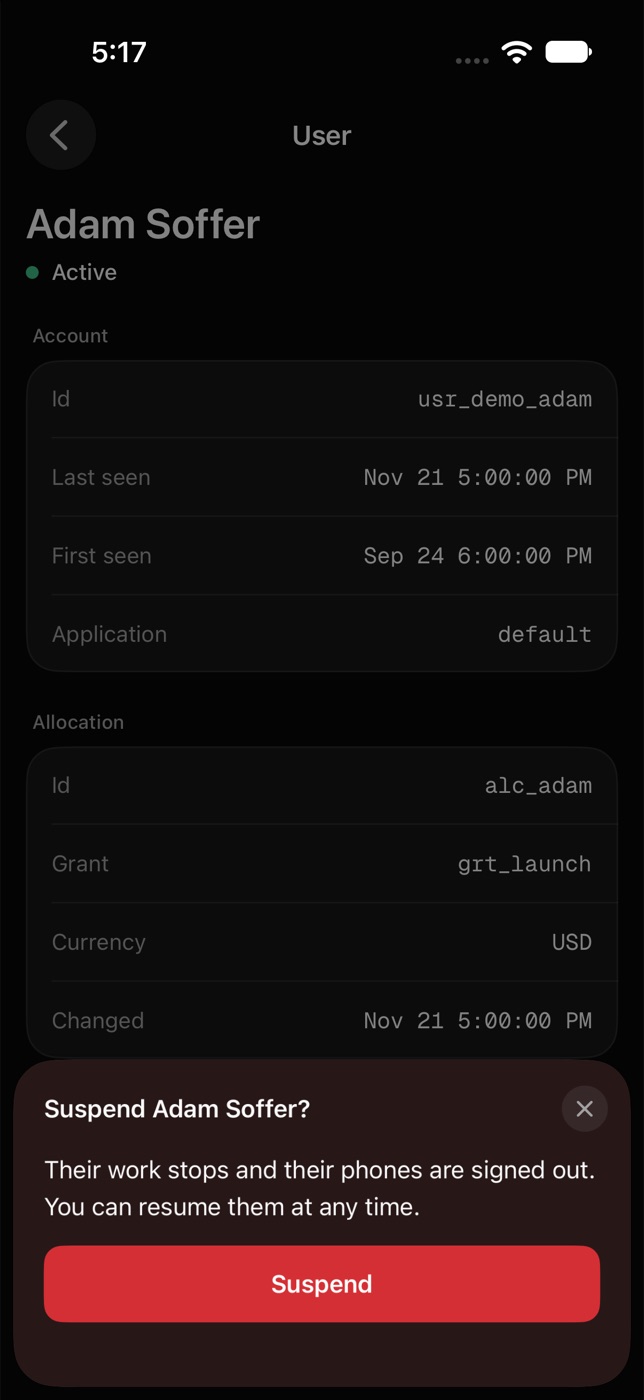 5:17
User
Adam Soffer
Active
Account
Id usr_demo_adam
Last seen Nov 21 5:00:00 PM
First seen Sep 24 6:00:00 PM
Application default
Allocation
Id alc_adam
Grant grt_launch
Currency USD
Changed Nov 21 5:00:00 PM
Suspend Adam Soffer?
Their work stops and their phones are signed out.
You can resume them at any time.
Suspend